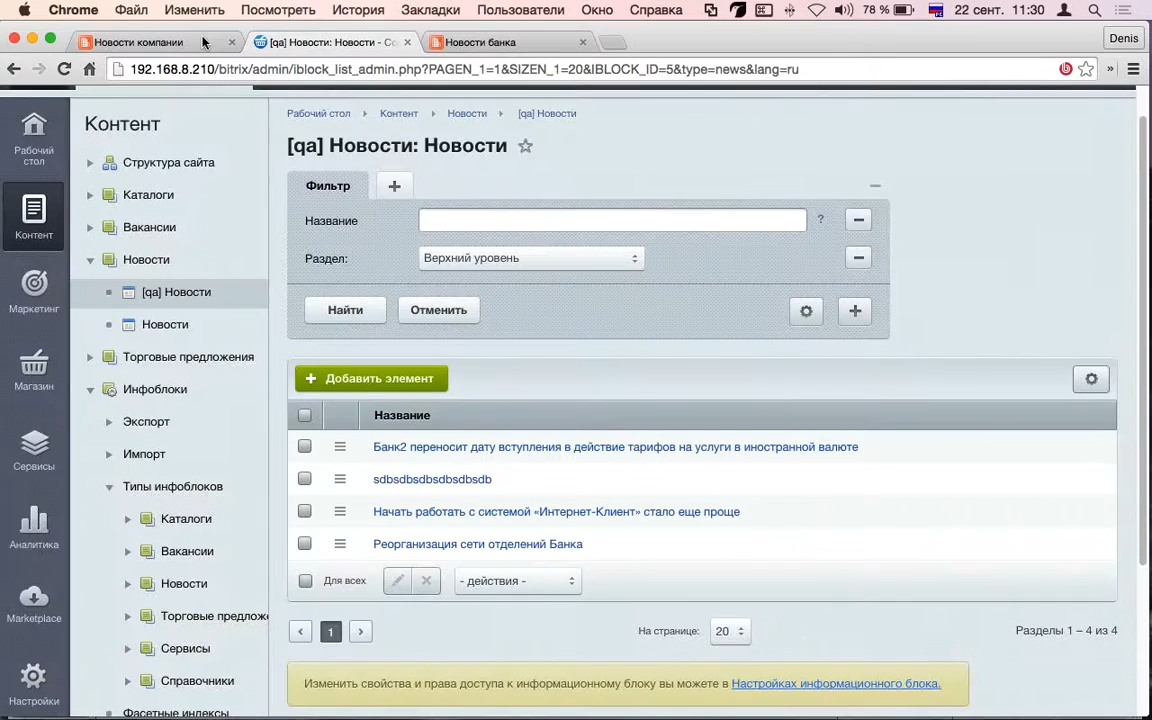 Chrome Файл Изменить Посмотреть История Закладки Пользователи Окно Справка 78 % 22 сент. 11:30
Новости компании [qa] Новости: Новости - Со Новости банка Denis
192.168.8.210/bitrix/admin/iblock_list_admin.php?PAGEN_1=1&SIZEN_1=20&IBLOCK_ID=5&type=news&lang=ru
Рабочий стол
Контент
Маркетинг
Магазин
Сервисы
Аналитика
Marketplace
Настройки
Контент
Структура сайта
Каталоги
Вакансии
Новости
[qa] Новости
Новости
Торговые предложения
Инфоблоки
Экспорт
Импорт
Типы инфоблоков
Каталоги
Вакансии
Новости
Торговые предлож
Сервисы
Справочники
Фасетные индексы
Рабочий стол Контент Новости [qa] Новости
[qa] Новости: Новости
Фильтр
Название ?
Раздел: Верхний уровень
Найти Отменить
Добавить элемент
Название
Банк2 переносит дату вступления в действие тарифов на услуги в иностранной валюте
sdbsdbsdbsdbsdbsdb
Начать работать с системой «Интернет-Клиент» стало еще проще
Реорганизация сети отделений Банка
Для всех - действия -
1 На странице: 20 Разделы 1 – 4 из 4
Изменить свойства и права доступа к информационному блоку вы можете в Настройках информационного блока.